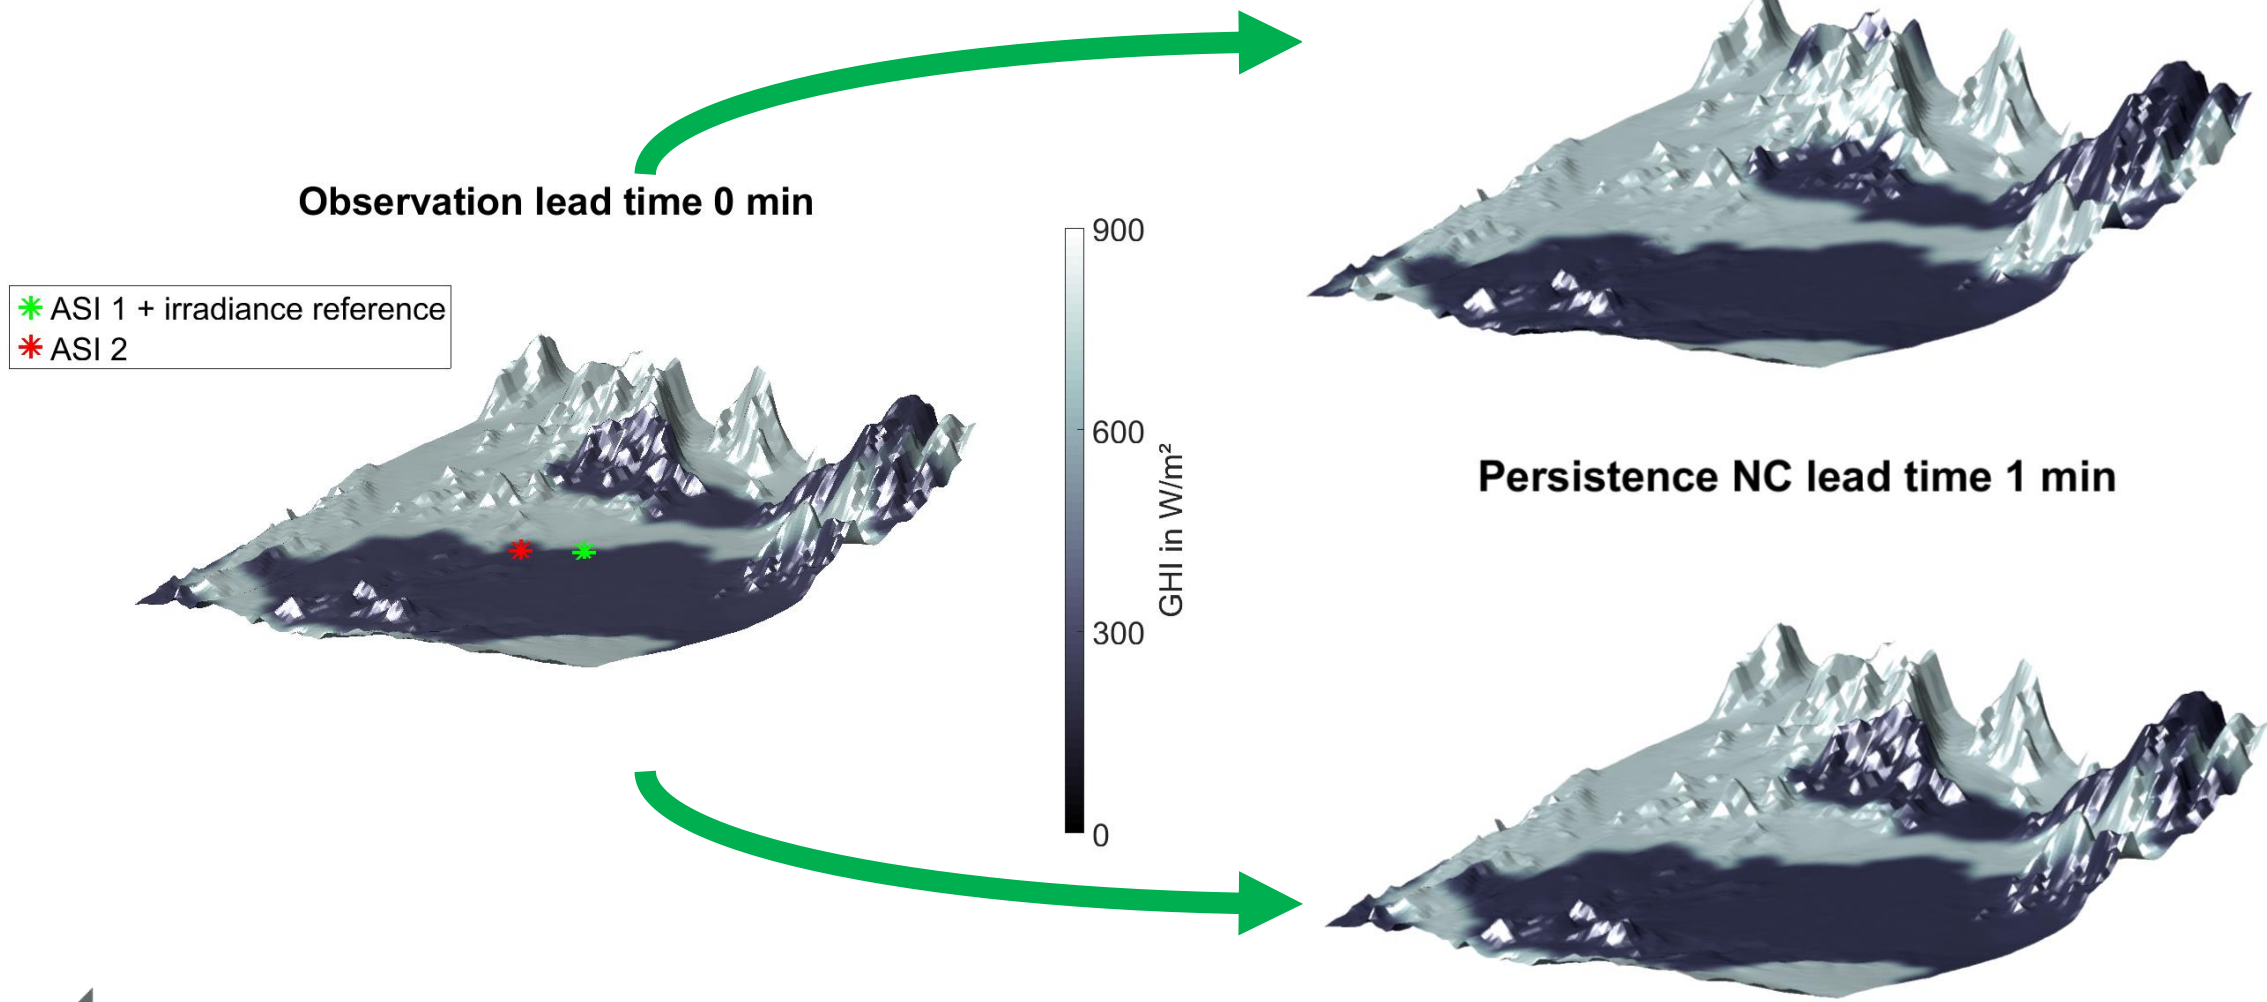 Observation lead time 0 min
ASI 1 + irradiance reference
ASI 2
900
600
300
0
GHI in W/m²
Persistence NC lead time 1 min